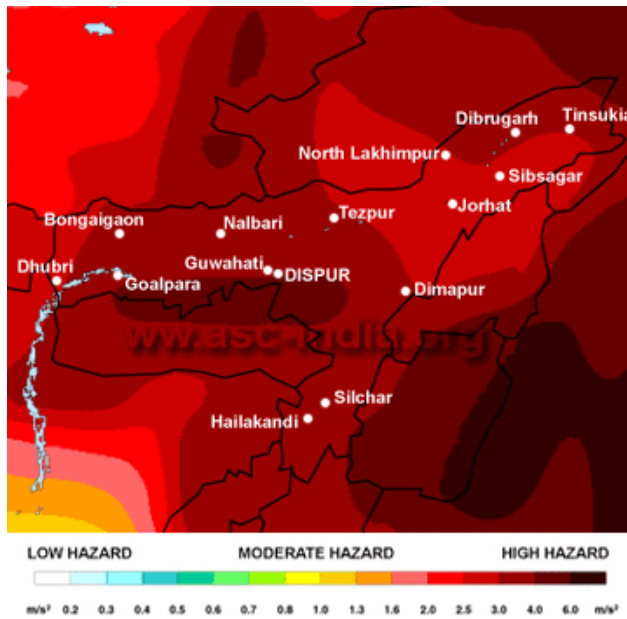 Dibrugarh
Tinsukia
North Lakhimpur
Sibsagar
Jorhat
Tezpur
Bongaigaon
Nalbari
Dhubri
Guwahati
DISPUR
Goalpara
Dimapur
ww.asc-india.org
Silchar
Hailakandi
LOW HAZARD MODERATE HAZARD HIGH HAZARD
m/s² 0.2 0.3 0.4 0.5 0.6 0.7 0.8 1.0 1.3 1.6 2.0 2.5 3.0 4.0 6.0 m/s²